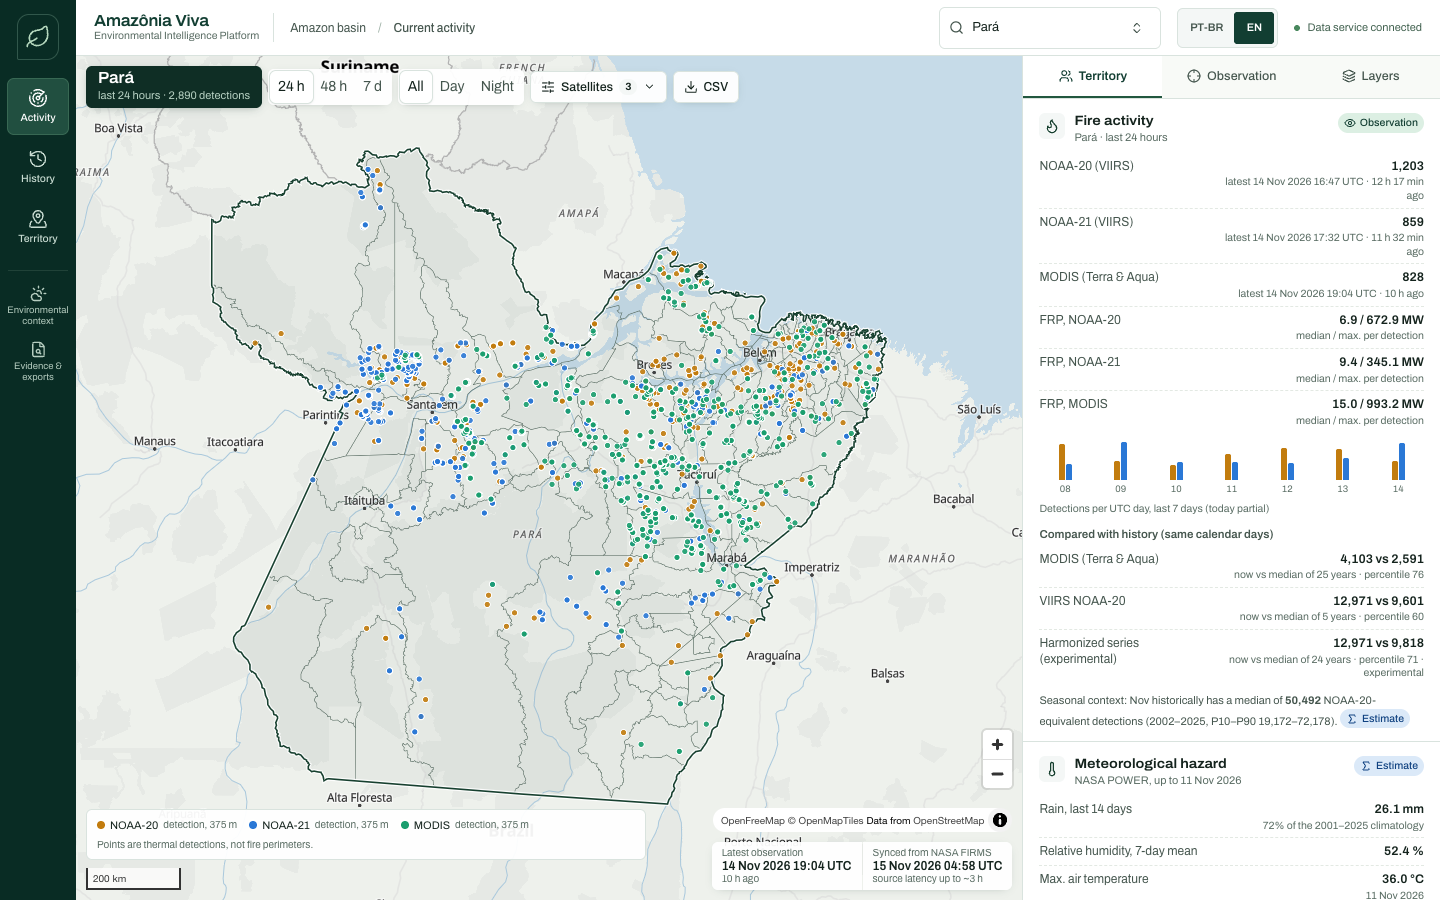 Amazônia Viva
Environmental Intelligence Platform
Amazon basin / Current activity
Pará
PT-BR EN
Data service connected
Activity
History
Territory
Environmental
context
Evidence &
exports
Pará
last 24 hours · 2,890 detections
24 h 48 h 7 d
All Day Night
Satellites 3
CSV
Suriname
FRENCH
Boa Vista
AMAPÁ
Macapá
Belém
Parintins
Santarém
Manaus
Itacoatiara
São Luís
Itaituba
PARÁ
Bacabal
Marabá
Imperatriz
MARANHÃO
Araguaína
Balsas
Alta Floresta
Brazil
Porto Nacional
NOAA-20 detection, 375 m NOAA-21 detection, 375 m MODIS detection, 375 m
Points are thermal detections, not fire perimeters.
200 km
OpenFreeMap © OpenMapTiles Data from OpenStreetMap
Latest observation
14 Nov 2026 19:04 UTC
10 h ago
Synced from NASA FIRMS
15 Nov 2026 04:58 UTC
source latency up to ~3 h
Territory Observation Layers
Fire activity
Pará · last 24 hours
Observation
NOAA-20 (VIIRS) 1,203
latest 14 Nov 2026 16:47 UTC · 12 h 17 min
ago
NOAA-21 (VIIRS) 859
latest 14 Nov 2026 17:32 UTC · 11 h 32 min
ago
MODIS (Terra & Aqua) 828
latest 14 Nov 2026 19:04 UTC · 10 h ago
FRP, NOAA-20 6.9 / 672.9 MW
median / max. per detection
FRP, NOAA-21 9.4 / 345.1 MW
median / max. per detection
FRP, MODIS 15.0 / 993.2 MW
median / max. per detection
08 09 10 11 12 13 14
Detections per UTC day, last 7 days (today partial)
Compared with history (same calendar days)
MODIS (Terra & Aqua) 4,103 vs 2,591
now vs median of 25 years · percentile 76
VIIRS NOAA-20 12,971 vs 9,601
now vs median of 5 years · percentile 60
Harmonized series 12,971 vs 9,818
(experimental) now vs median of 24 years · percentile 71 ·
experimental
Seasonal context: Nov historically has a median of 50,492 NOAA-20-
equivalent detections (2002–2025, P10–P90 19,172–72,178). Estimate
Meteorological hazard
NASA POWER, up to 11 Nov 2026
Estimate
Rain, last 14 days 26.1 mm
72% of the 2001–2025 climatology
Relative humidity, 7-day mean 52.4 %
Max. air temperature 36.0 °C
11 Nov 2026